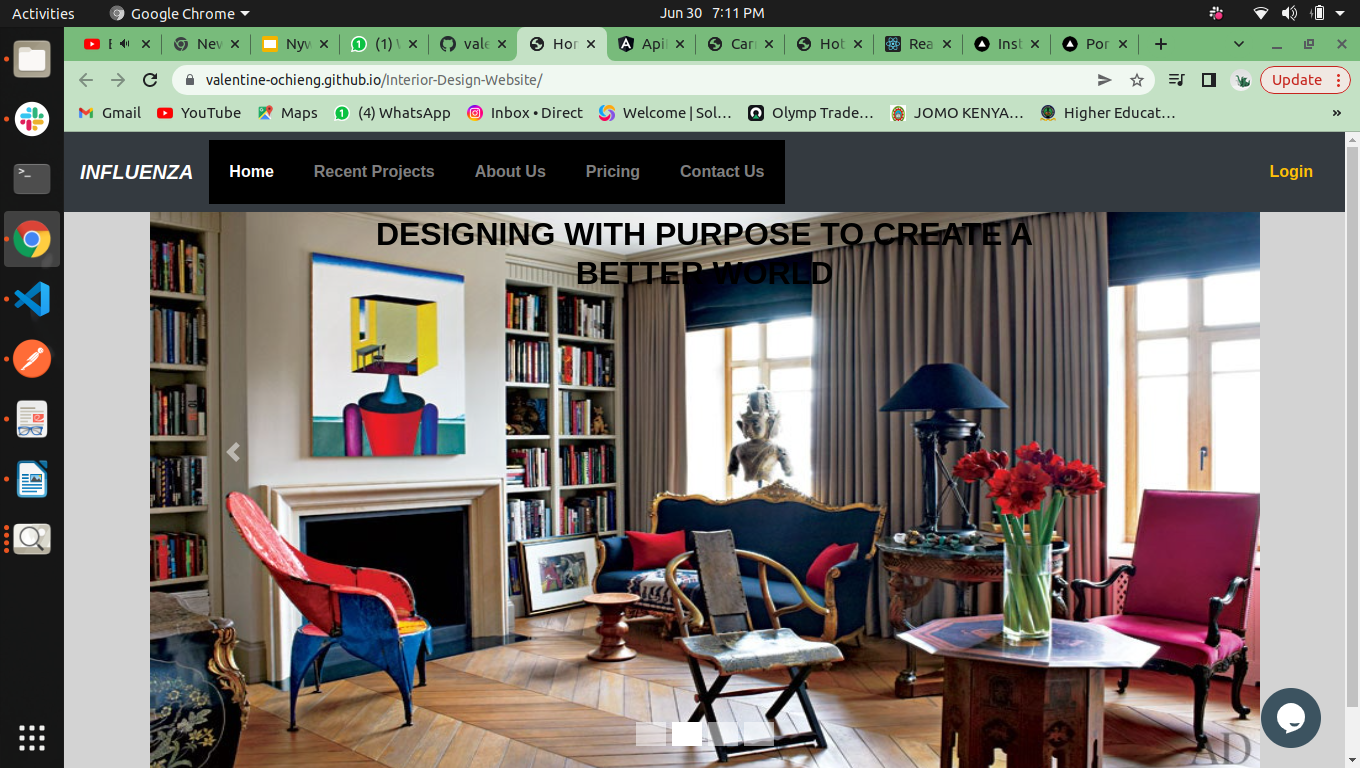 Activities Google Chrome Jun 30 7:11 PM
(1) Nev Nyw (1) vale Hor Api Car Hot Rea Inst Por
valentine-ochieng.github.io/Interior-Design-Website/ Update
Gmail YouTube Maps (4) WhatsApp Inbox • Direct Welcome | Sol… Olymp Trade… JOMO KENYA… Higher Educat… »
INFLUENZA Home Recent Projects About Us Pricing Contact Us Login
DESIGNING WITH PURPOSE TO CREATE A
BETTER WORLD
AD